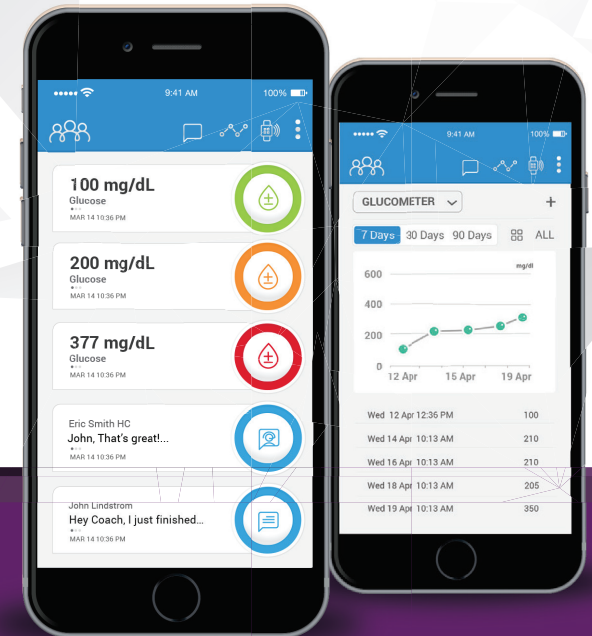 9:41 AM
100%
100 mg/dL
Glucose
MAR 14 10:36 PM
200 mg/dL
Glucose
MAR 14 10:36 PM
377 mg/dL
Glucose
MAR 14 10:36 PM
Eric Smith HC
John, That's great!...
MAR 14 10:36 PM
John Lindstrom
Hey Coach, I just finished...
MAR 14 10:36 PM
9:41 AM
100%
GLUCOMETER
+
7 Days 30 Days 90 Days ALL
mg/dl
600
400
200
0
12 Apr 15 Apr 19 Apr
Wed 12 Apr 12:36 PM 100
Wed 14 Apr 10:13 AM 210
Wed 16 Apr 10:13 AM 210
Wed 18 Apr 10:13 AM 205
Wed 19 Apr 10:13 AM 350